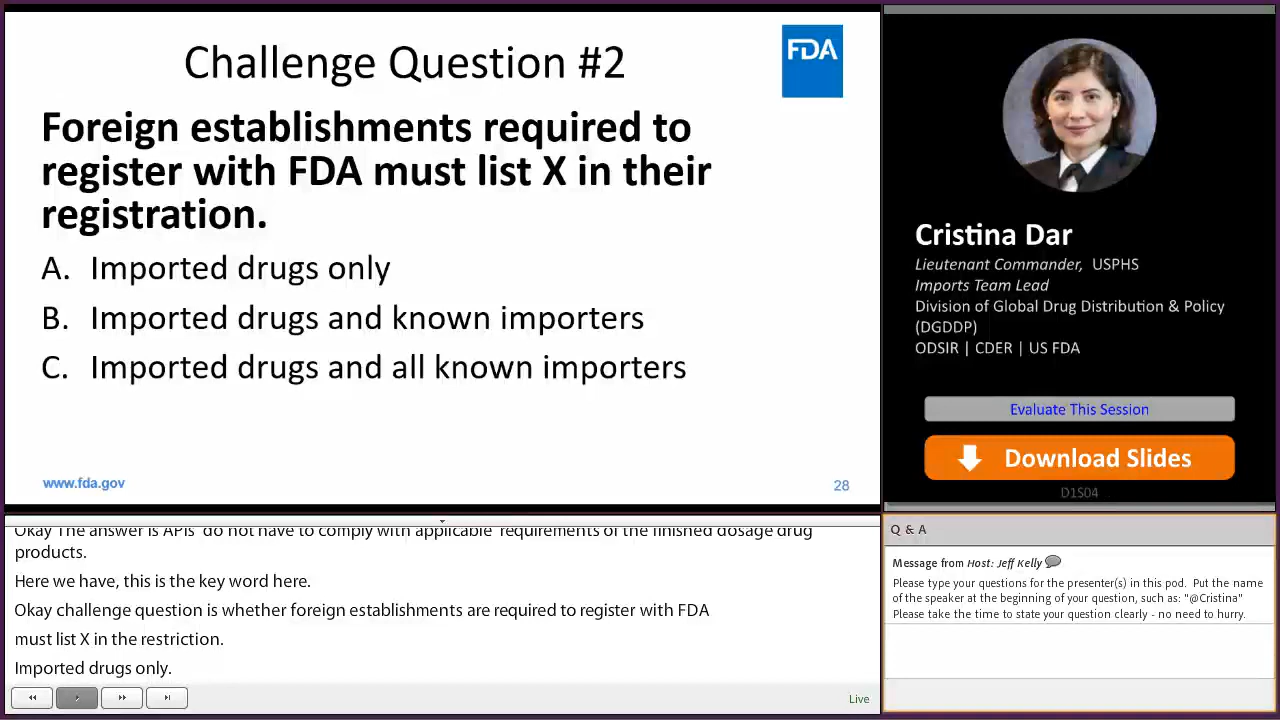 Challenge Question #2
FDA
Foreign establishments required to
register with FDA must list X in their
registration.
A. Imported drugs only
B. Imported drugs and known importers
C. Imported drugs and all known importers
www.fda.gov
28
Cristina Dar
Lieutenant Commander, USPHS
Imports Team Lead
Division of Global Drug Distribution & Policy
(DGDDP)
ODSIR | CDER | US FDA
Evaluate This Session
Download Slides
D1S04
Okay The answer is APIs do not have to comply with applicable requirements of the finished dosage drug
products.
Here we have, this is the key word here.
Okay challenge question is whether foreign establishments are required to register with FDA
must list X in the restriction.
Imported drugs only.
Live
Q & A
Message from Host: Jeff Kelly
Please type your questions for the presenter(s) in this pod. Put the name
of the speaker at the beginning of your question, such as: "@Cristina"
Please take the time to state your question clearly - no need to hurry.